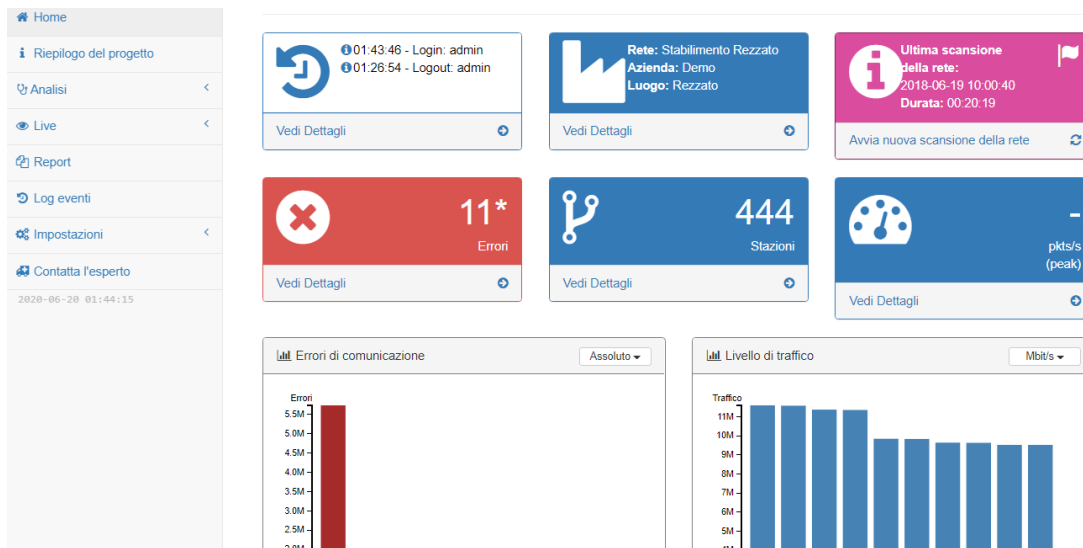 Home
Riepilogo del progetto
Analisi
Live
Report
Log eventi
Impostazioni
Contatta l'esperto
2020-06-20 01:44:15
01:43:46 - Login: admin
01:26:54 - Logout: admin
Vedi Dettagli
Rete: Stabilimento Rezzato
Azienda: Demo
Luogo: Rezzato
Vedi Dettagli
Ultima scansione
della rete:
2018-06-19 10:00:40
Durata: 00:20:19
Avvia nuova scansione della rete
11*
Errori
Vedi Dettagli
444
Stazioni
Vedi Dettagli
-
pkts/s
(peak)
Vedi Dettagli
Errori di comunicazione
Assoluto
Errori
5.5M
5.0M
4.5M
4.0M
3.5M
3.0M
2.5M
2.0M
Livello di traffico
Mbit/s
Traffico
11M
10M
9M
8M
7M
6M
5M
4M